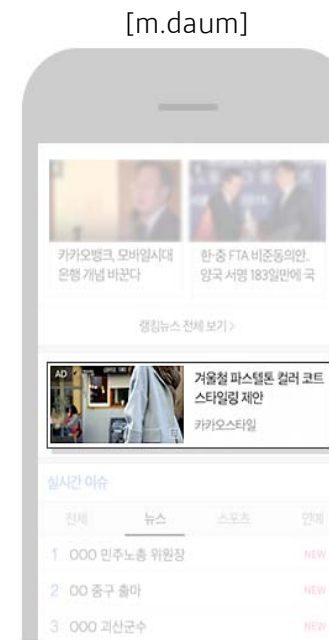 [m.daum]
카카오뱅크, 모바일시대
은행 개념 바꾼다
한·중 FTA 비준동의안..
양국 서명 183일만에 국
랭킹뉴스 전체 보기 >
AD
겨울철 파스텔톤 컬러 코트
스타일링 제안
카카오스타일
실시간 이슈
전체 뉴스 스포츠 연예
1 OOO 민주노총 위원장 NEW
2 OO 중구 출마 NEW
3 OOO 괴산군수 NEW